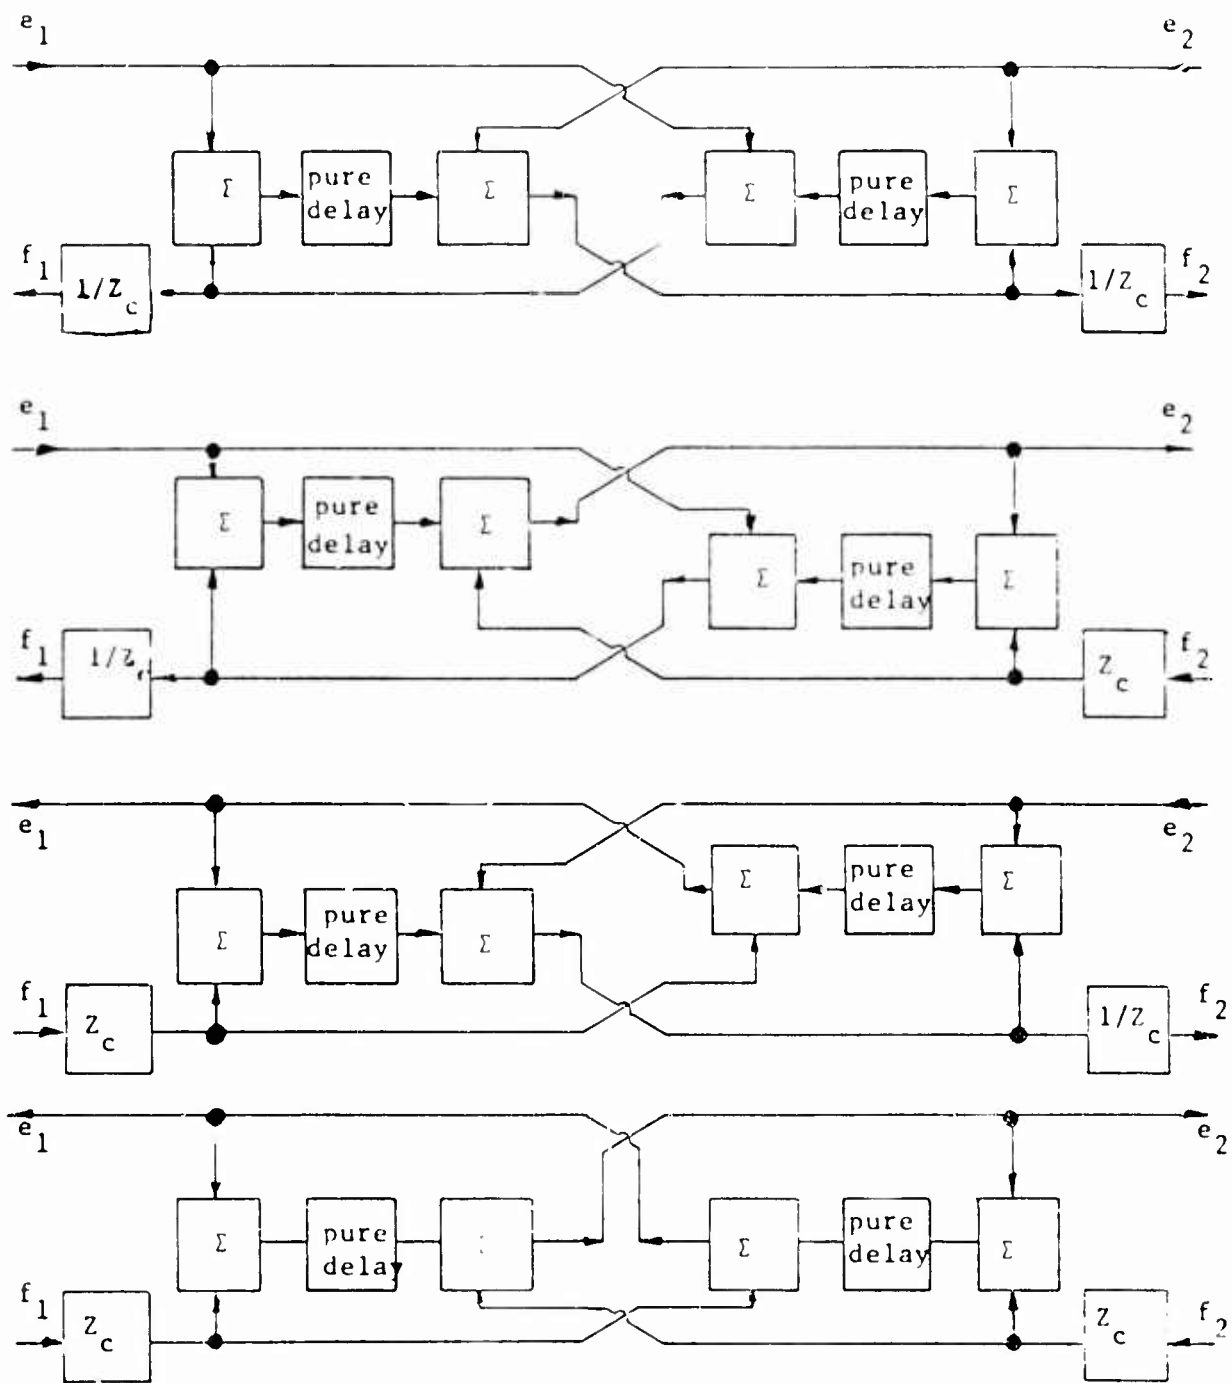 e1 e2
Σ pure delay Σ Σ pure delay Σ
f1 1/Zc 1/Zc f2
e1 e2
Σ pure delay Σ Σ pure delay Σ
f1 1/Z Zc f2
e1 e2
Σ pure delay Σ Σ pure delay Σ
f1 Zc 1/Zc f2
e1 e2
Σ pure delay Σ pure delay Σ
f1 Zc Zc f2